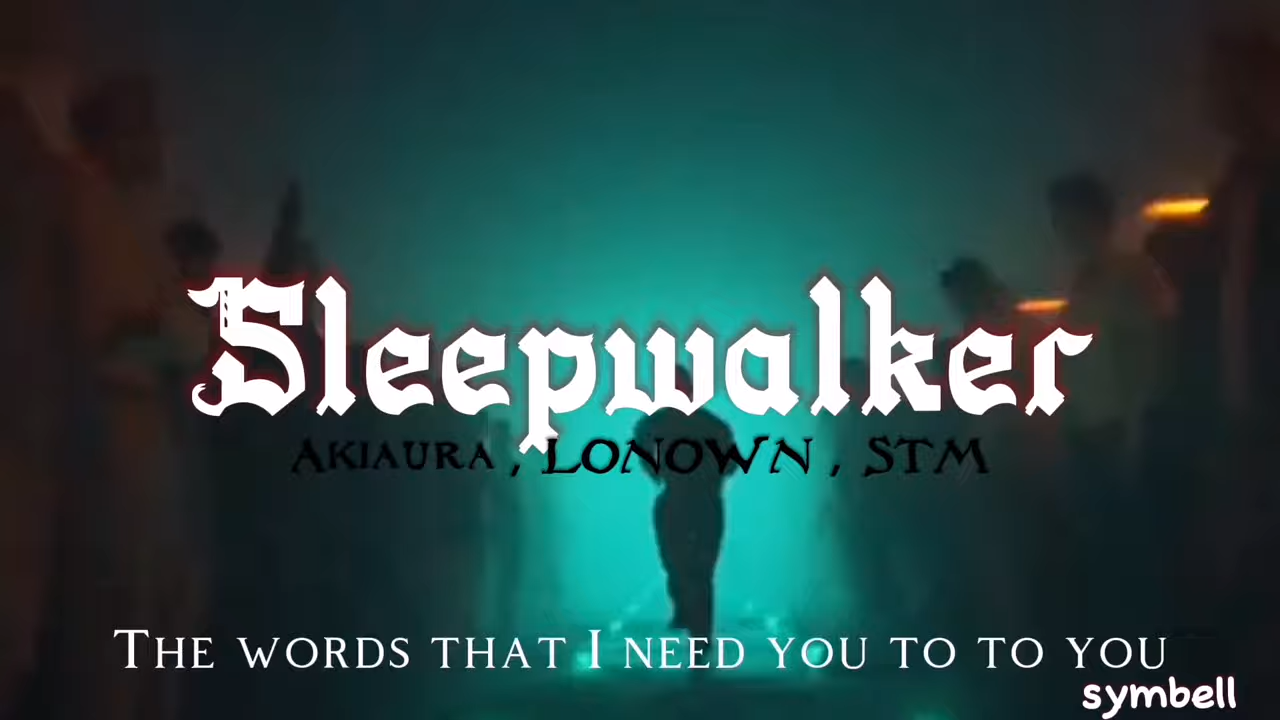 Sleepwalker
AKIAURA , LONOWN , STM
THE WORDS THAT I NEED YOU TO TO YOU
symbell